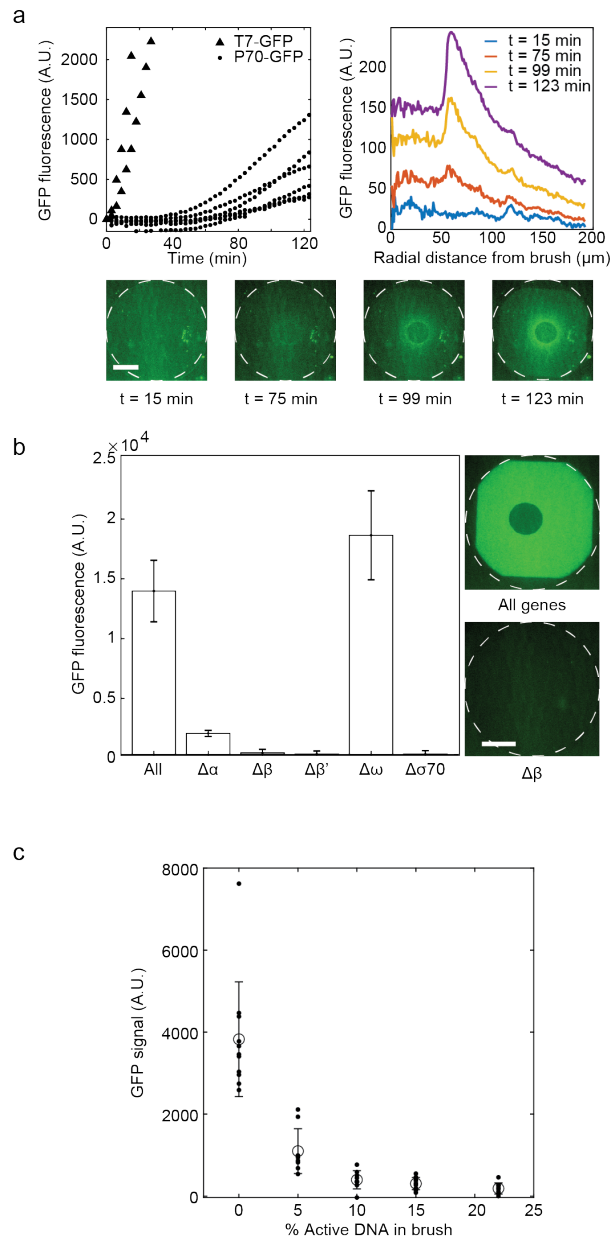 a
T7-GFP
P70-GFP
GFP fluorescence (A.U.)
2000
1500
1000
500
0
0 40 80 120
Time (min)
t = 15 min
t = 75 min
t = 99 min
t = 123 min
GFP fluorescence (A.U.)
200
150
100
50
0
0 50 100 150 200
Radial distance from brush (µm)
t = 15 min
t = 75 min
t = 99 min
t = 123 min
b
×10⁴
GFP fluorescence (A.U.)
2.5
2
1.5
1
0.5
0
All Δα Δβ Δβ' Δω Δσ70
All genes
Δβ
c
GFP signal (A.U.)
8000
6000
4000
2000
0
0 5 10 15 20 25
% Active DNA in brush